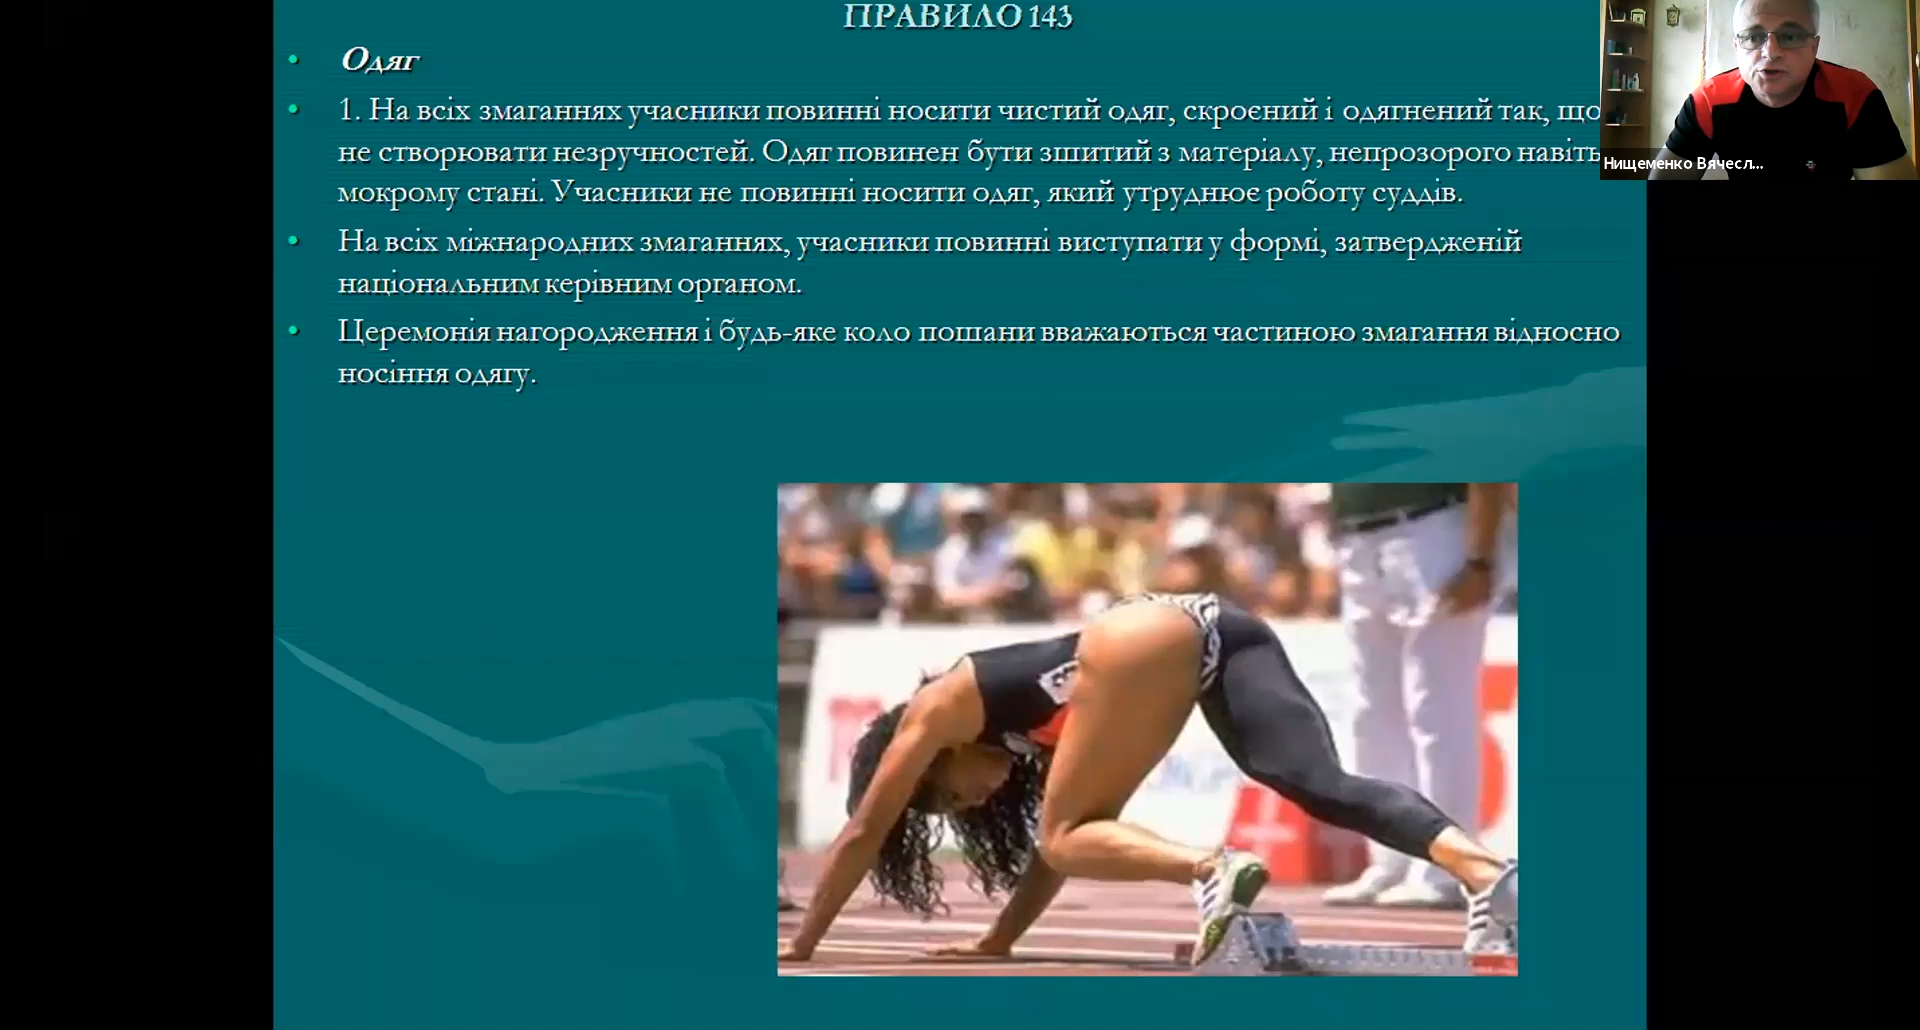 ПРАВИЛО 143
Одяг
1. На всіх змаганнях учасники повинні носити чистий одяг, скроєний і одягнений так, що
не створювати незручностей. Одяг повинен бути зшитий з матеріалу, непрозорого навіть
мокрому стані. Учасники не повинні носити одяг, який утруднює роботу суддів.
На всіх міжнародних змаганнях, учасники повинні виступати у формі, затвердженій
національним керівним органом.
Церемонія нагородження і будь-яке коло пошани вважаються частиною змагання відносно
носіння одягу.
Нищеменко Вячесл...